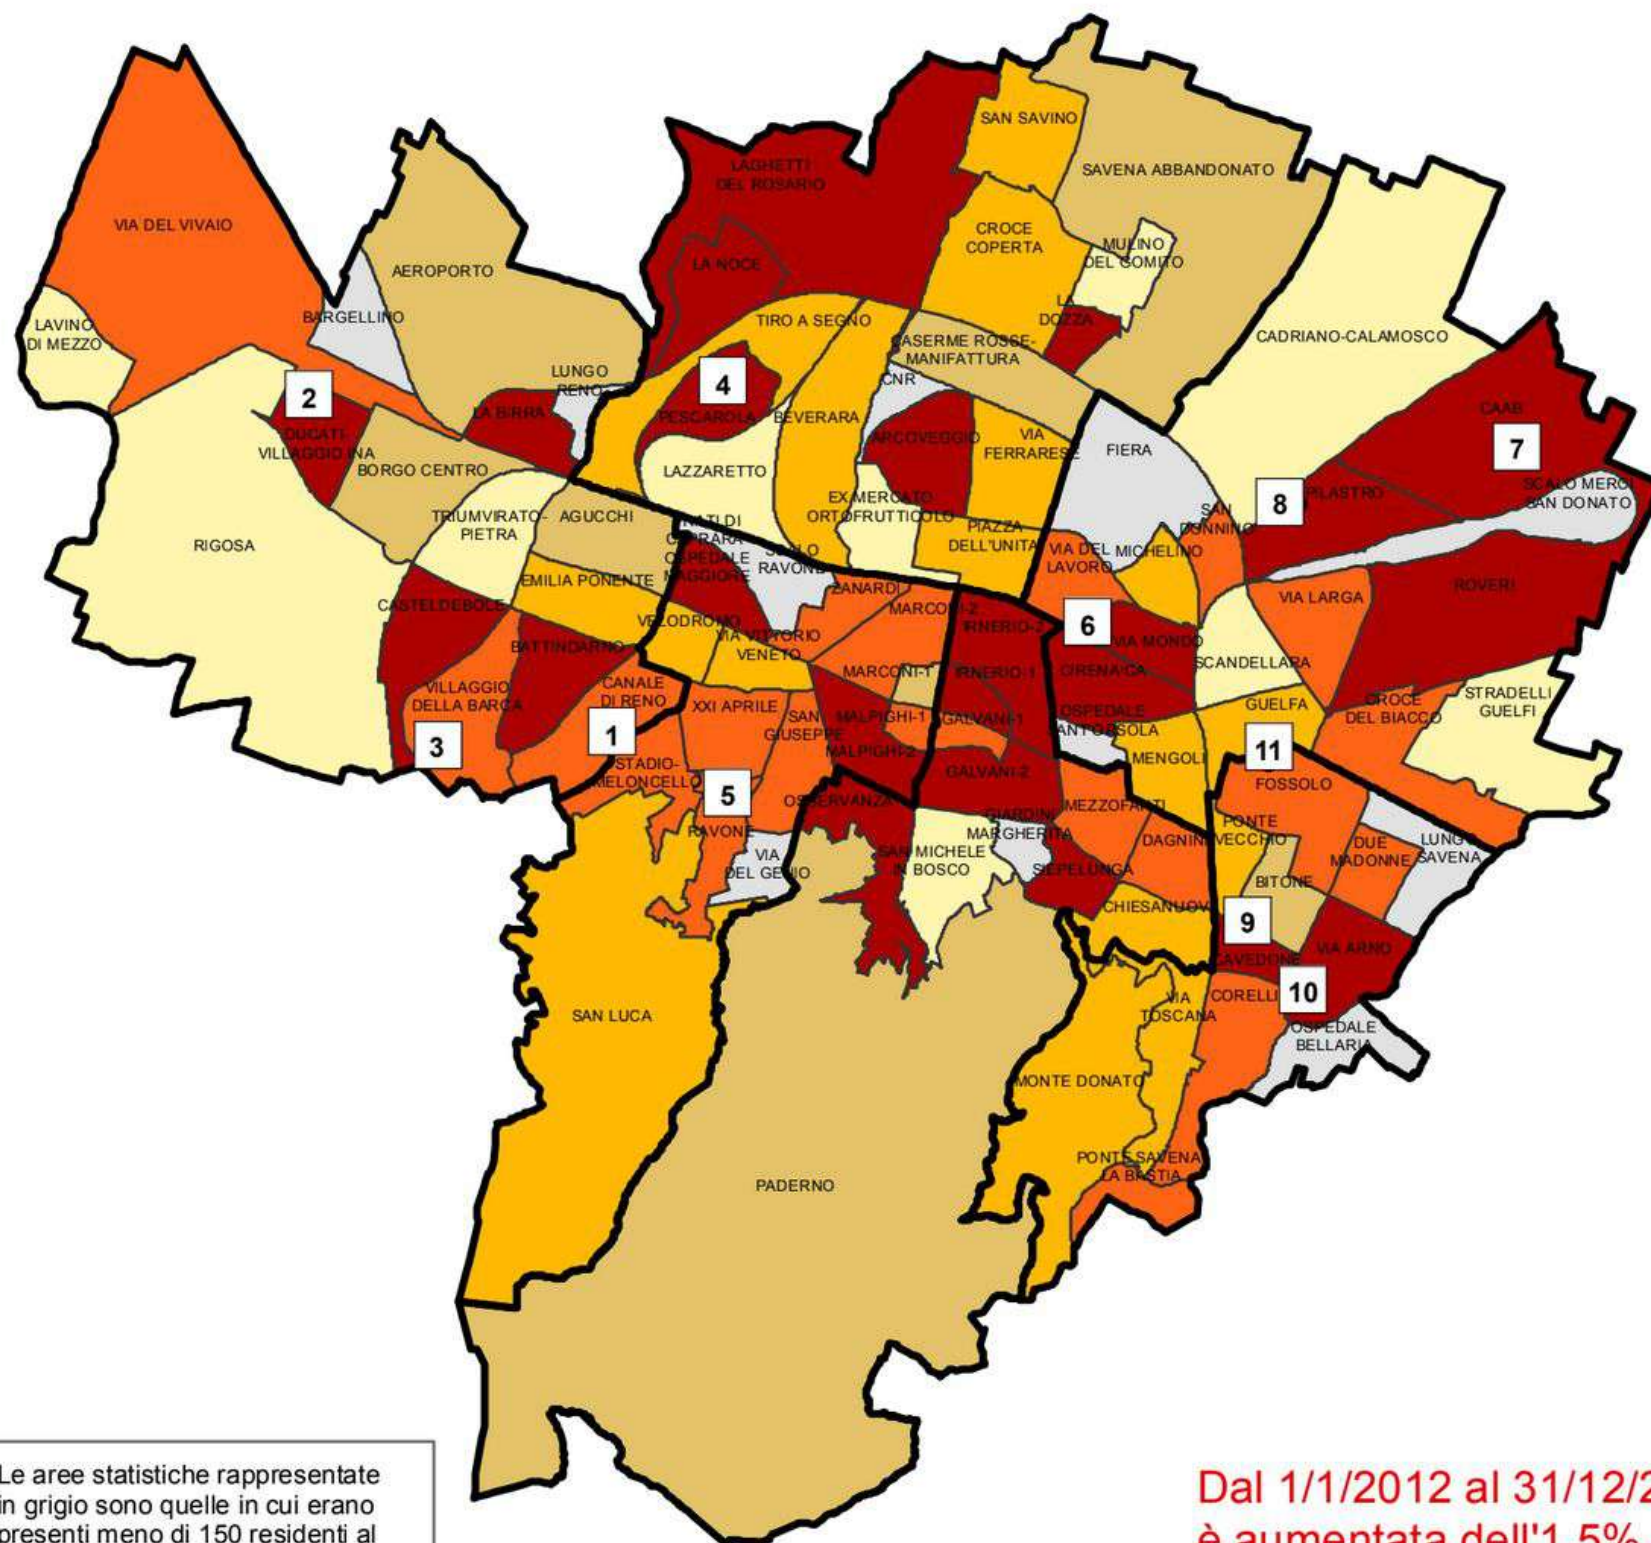 SAN SAVINO
LAGHETTI
DEL ROSARIO
SAVENA ABBANDONATO
VIA DEL VIVAIO
CROCE
COPERTA
MULINO
DEL GOMITO
LA NOCE
AEROPORTO
BARGELLINO
LA
DOZZA
TIRO A SEGNO
LAVINO
DI MEZZO
CASERME ROSSE-
MANIFATTURA
CADRIANO-CALAMOSCO
LUNGO
RENO
CNR
4
2
LA BIRRA
PESCAROLA
BEVERARA
CAAB
DUCATI-
VILLAGGIO INA
ARCOVEGGIO
VIA
FERRARESE
FIERA
7
BORGO CENTRO
LAZZARETTO
SCALO MERCI
SAN DONATO
8
PILASTRO
EX MERCATO
ORTOFRUTTICOLO
TRIUMVIRATO-
PIETRA
AGUCCHI
PRATI DI
CAPRARA-
OSPEDALE
MAGGIORE
SAN
DONNINO
PIAZZA
DELL'UNITA'
RIGOSA
SCALO
RAVONE
VIA DEL
LAVORO
MICHELINO
EMILIA PONENTE
ZANARDI
ROVERI
CASTELDEBOLE
MARCONI-2
VIA LARGA
VELODROMO
VIA VITTORIO
VENETO
IRNERIO-2
6
VIA MONDO
BATTINDARNO
SCANDELLARA
MARCONI-1
IRNERIO-1
CIRENAICA
VILLAGGIO
DELLA BARCA
CANALE
DI RENO
STRADELLI
GUELFI
XXI APRILE
SAN
GIUSEPPE
MALPIGHI-1
GALVANI-1
OSPEDALE
SANT'ORSOLA
GUELFA
CROCE
DEL BIACCO
3
1
MALPIGHI-2
11
STADIO-
MELONCELLO
MENGOLI
GALVANI-2
FOSSOLO
5
OSSERVANZA
MEZZOFANTI
GIARDINI
MARGHERITA
RAVONE
PONTE
VECCHIO
DAGNINI
DUE
MADONNE
LUNGO
SAVENA
VIA
DEL GENIO
SAN MICHELE
IN BOSCO
SIEPELUNGA
BITONE
CHIESANUOVA
9
VIA ARNO
CAVEDONE
10
CORELLI
VIA
TOSCANA
SAN LUCA
OSPEDALE
BELLARIA
MONTE DONATO
PONTE SAVENA
LA BASTIA
PADERNO
Le aree statistiche rappresentate
in grigio sono quelle in cui erano
presenti meno di 150 residenti al
Dal 1/1/2012 al 31/12/2
è aumentata dell'1,5%